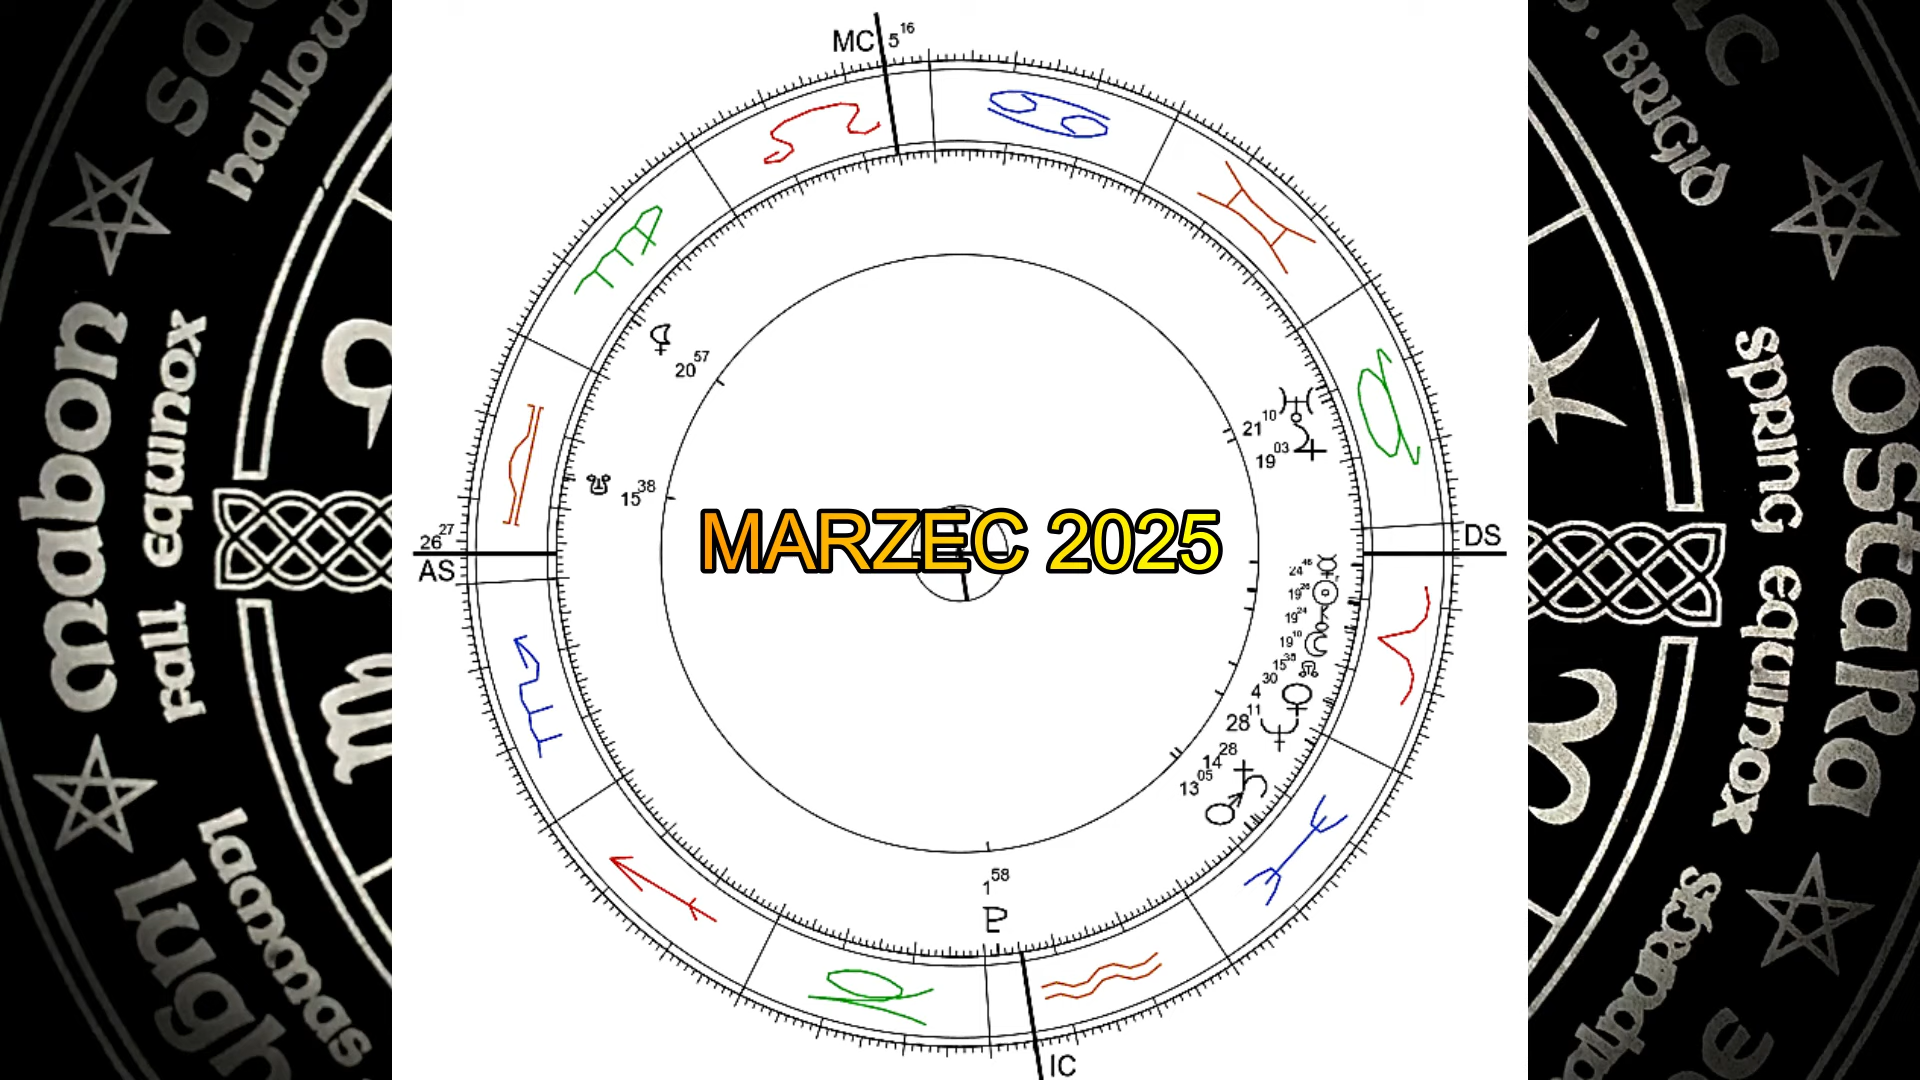 MC 5 16
20 57
21 10
19 03
15 38
26 27
AS
DS
24 46
19 26
19 24
19 10
15 35
4 30
28 11
14 28
13 05
1 58
IC
MARZEC 2025
hallow
mabon
fall equinox
lammas
lugh
BRIGID
spring equinox
Ostara